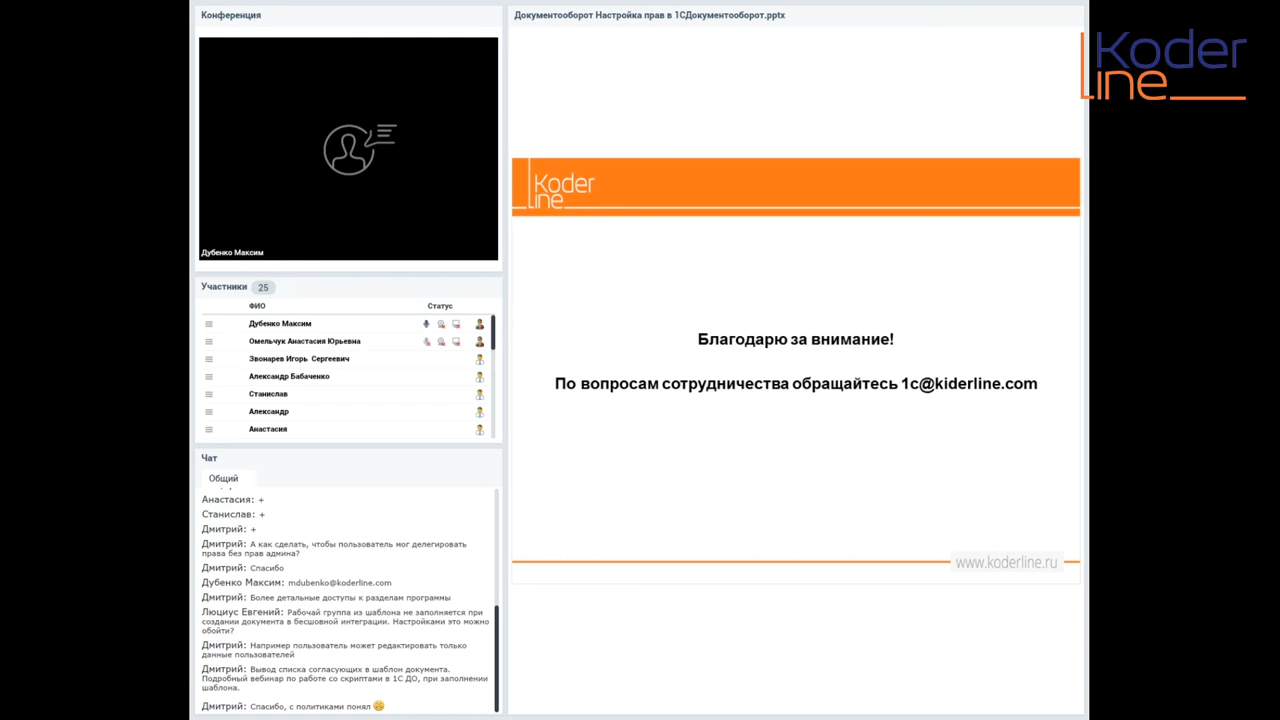 Конференция
Дубенко Максим
Участники 25
ФИО Статус
Дубенко Максим
Омельчук Анастасия Юрьевна
Звонарев Игорь Сергеевич
Александр Бабаченко
Станислав
Александр
Анастасия
Чат
Общий
Анастасия: +
Станислав: +
Дмитрий: +
Дмитрий: А как сделать, чтобы пользователь мог делегировать
права без прав админа?
Дмитрий: Спасибо
Дубенко Максим: mdubenko@koderline.com
Дмитрий: Более детальные доступы к разделам программы
Люциус Евгений: Рабочай группа из шаблона не заполняется при
создании документа в бесшовной интеграции. Настройками это можно
обойти?
Дмитрий: Например пользователь может редактировать только
данные пользователей
Дмитрий: Вывод списка согласующих в шаблон документа.
Подробный вебинар по работе со скриптами в 1С ДО, при заполнении
шаблона.
Дмитрий: Спасибо, с политиками понял
Документооборот Настройка прав в 1СДокументооборот.pptx
Koder
line
Koder
line
Благодарю за внимание!
По вопросам сотрудничества обращайтесь 1c@kiderline.com
www.koderline.ru